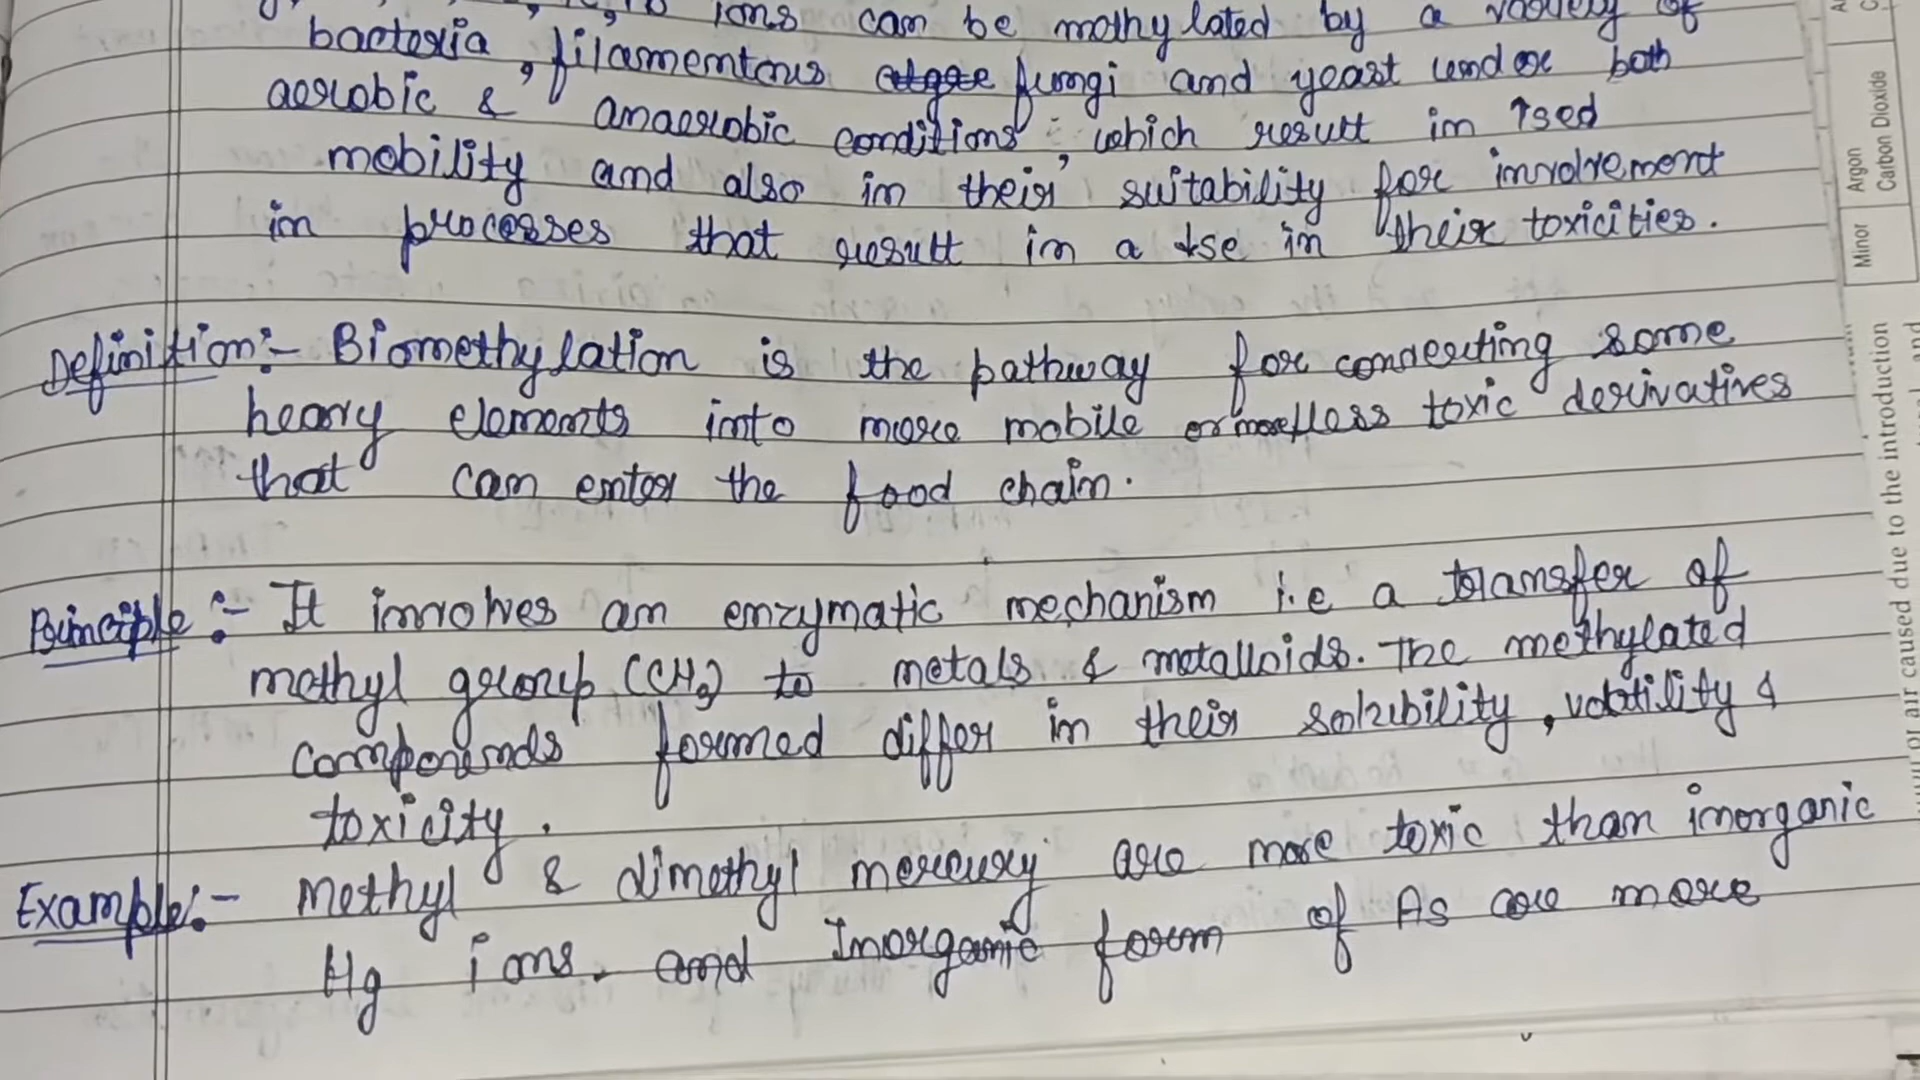 ions can be methylated by a variety of
bacteria, filamentous algae fungi and yeast under both
aerobic & anaerobic conditions, which result in ↑sed
mobility and also in their suitability for involvement
in processes that result in a ↓se in their toxicities.
Definition:- Biomethylation is the pathway for converting some
heavy elements into more mobile or more/less toxic derivatives
that can enter the food chain.
Principle:- It involves an enzymatic mechanism i.e a transfer of
methyl group (CH3) to metals & metalloids. The methylated
compounds formed differ in their solubility, volatility &
toxicity.
Example:- Methyl & dimethyl mercury are more toxic than inorganic
Hg ions. and Inorganic form of As are more
Argon
Carbon Dioxide
Minor
or air caused due to the introduction